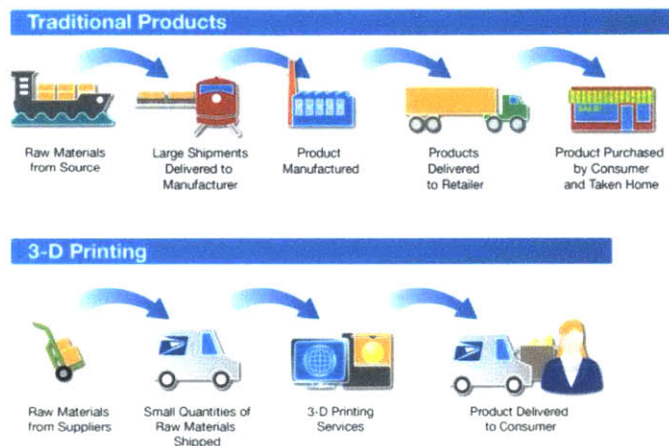 Traditional Products
Raw Materials
from Source
Large Shipments
Delivered to
Manufacturer
Product
Manufactured
Products
Delivered
to Retailer
SALE
Product Purchased
by Consumer
and Taken Home
3-D Printing
Raw Materials
from Suppliers
Small Quantities of
Raw Materials
Shipped
3-D Printing
Services
Product Delivered
to Consumer